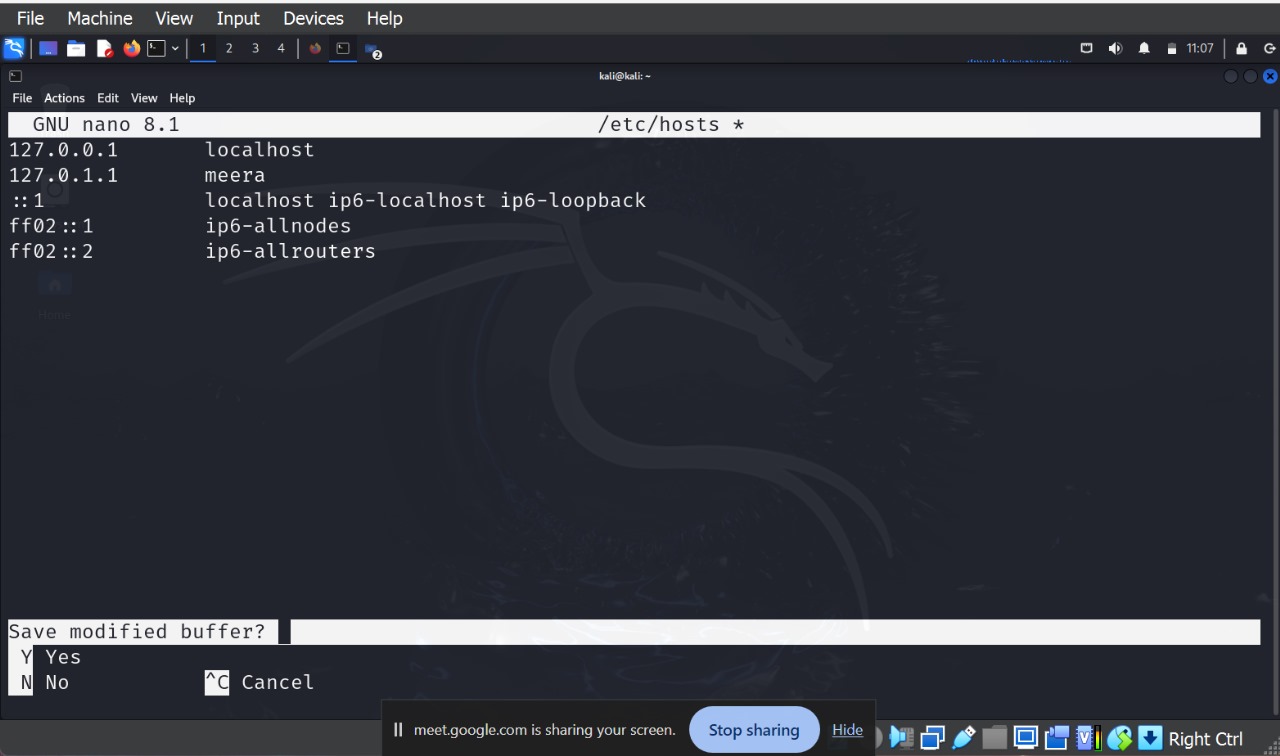 File Machine View Input Devices Help
1 2 3 4 2 11:07
kali@kali: ~
File Actions Edit View Help
GNU nano 8.1 /etc/hosts *
127.0.0.1 localhost
127.0.1.1 meera
::1 localhost ip6-localhost ip6-loopback
ff02::1 ip6-allnodes
ff02::2 ip6-allrouters
Home
Save modified buffer?
Y Yes
N No ^C Cancel
meet.google.com is sharing your screen. Stop sharing Hide
Right Ctrl